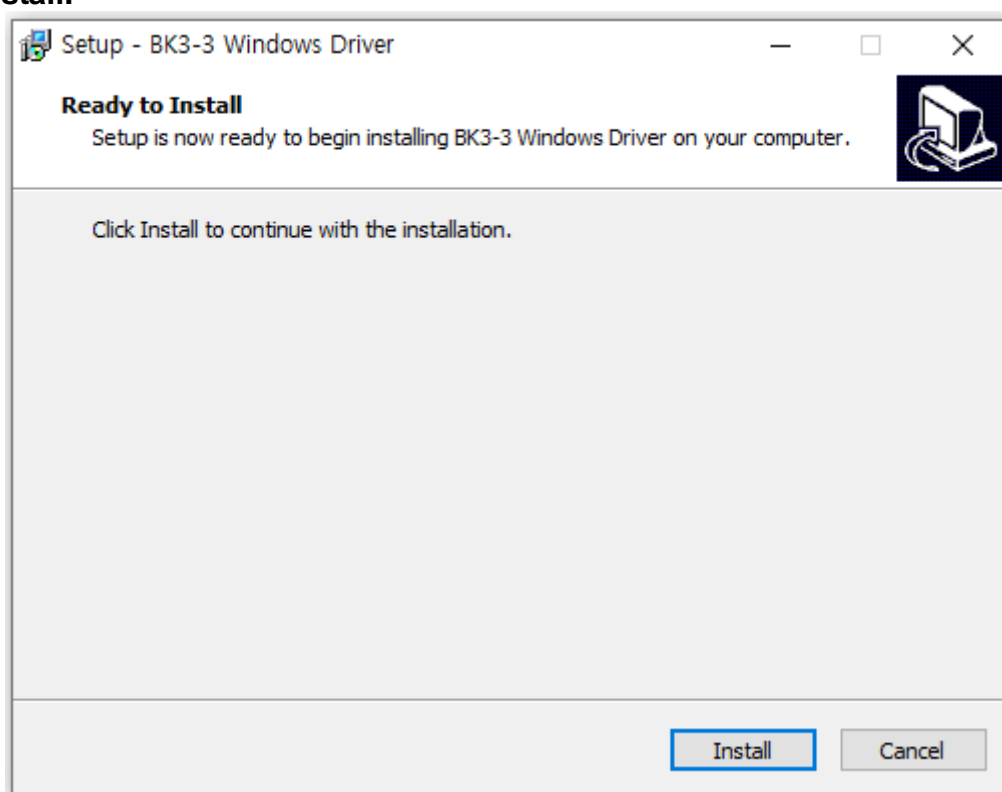 Setup - BK3-3 Windows Driver
Ready to Install
Setup is now ready to begin installing BK3-3 Windows Driver on your computer.
Click Install to continue with the installation.
Install
Cancel